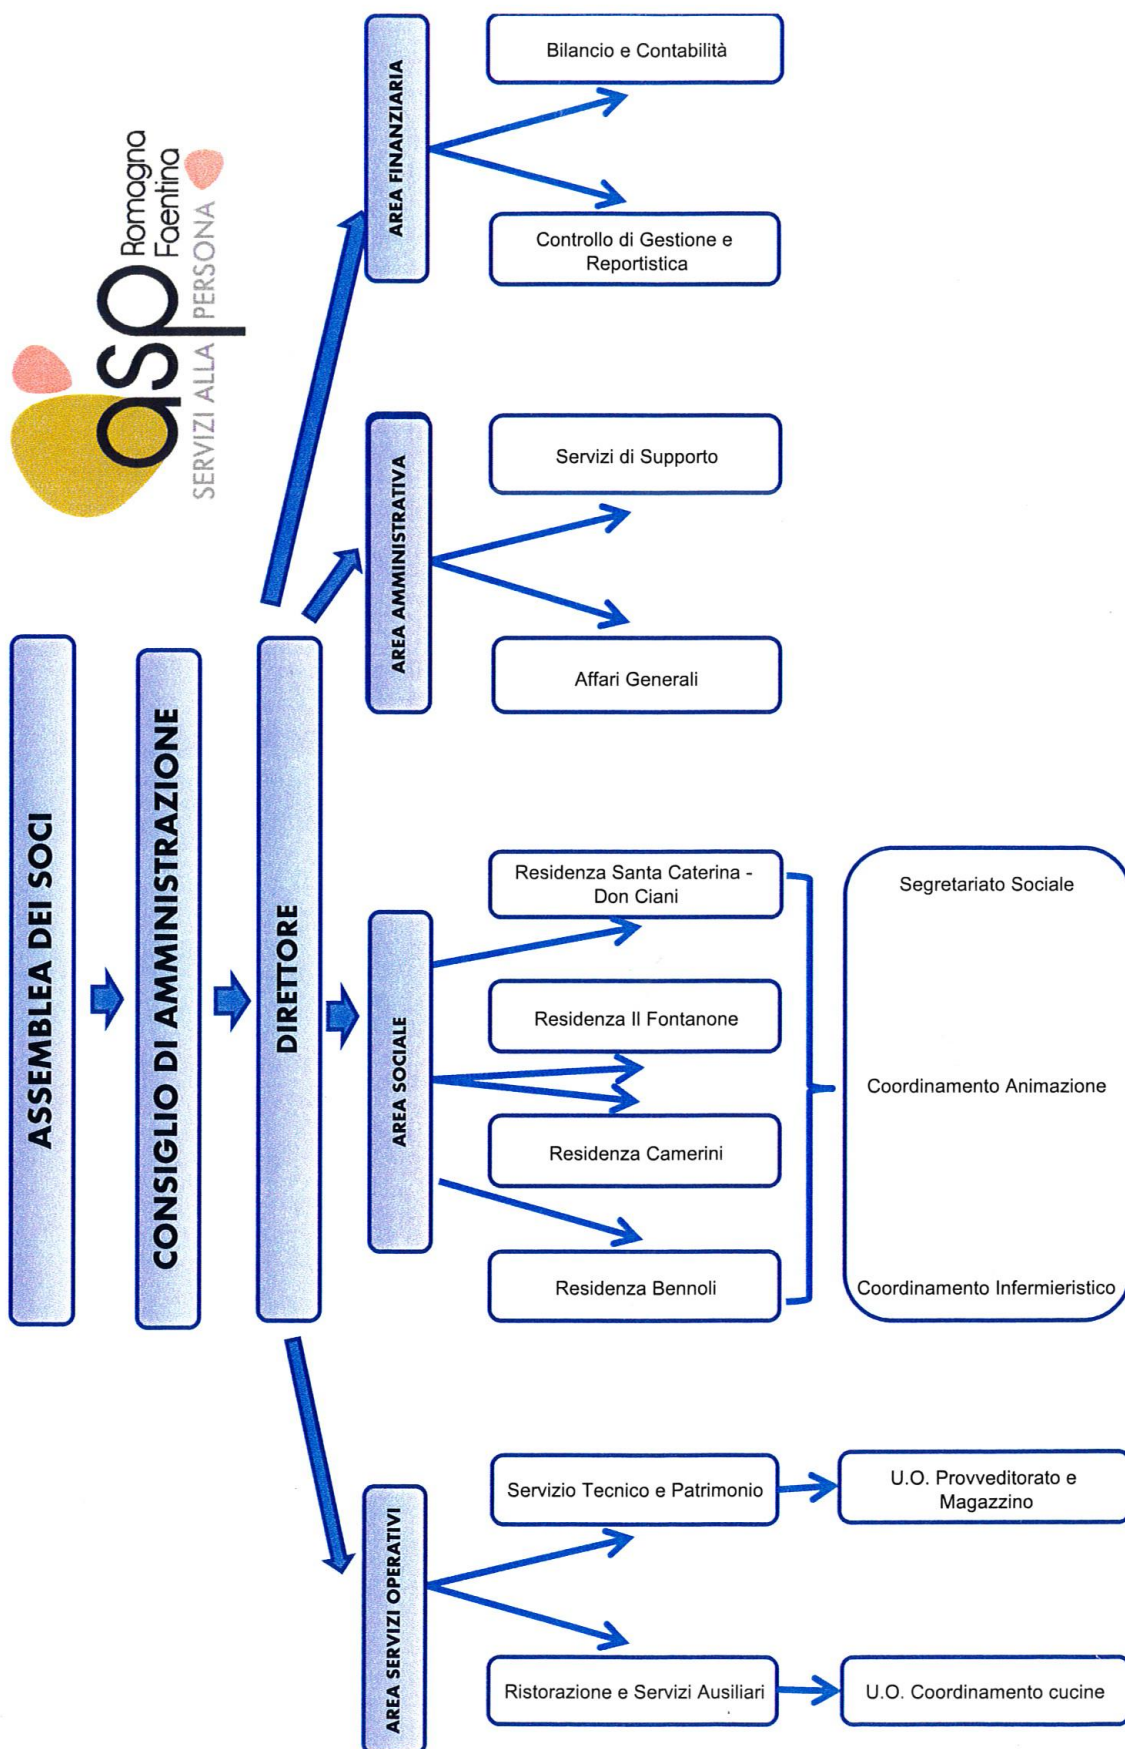 asp
Romagna
Faentina
SERVIZI ALLA PERSONA
ASSEMBLEA DEI SOCI
CONSIGLIO DI AMMINISTRAZIONE
DIRETTORE
AREA SERVIZI OPERATIVI
AREA SOCIALE
AREA AMMINISTRATIVA
AREA FINANZIARIA
Ristorazione e Servizi Ausiliari
Servizio Tecnico e Patrimonio
Residenza Bennoli
Residenza Camerini
Residenza Il Fontanone
Residenza Santa Caterina -
Don Ciani
Affari Generali
Servizi di Supporto
Controllo di Gestione e
Reportistica
Bilancio e Contabilità
U.O. Coordinamento cucine
U.O. Provveditorato e
Magazzino
Coordinamento Infermieristico
Coordinamento Animazione
Segretariato Sociale